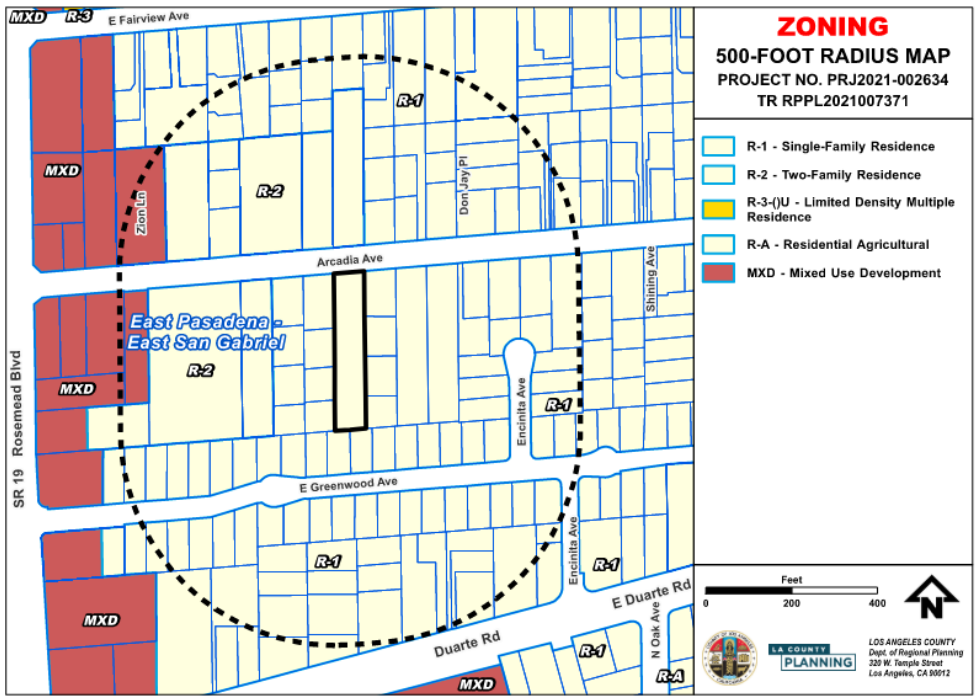 MXD
R-3
E Fairview Ave
R-1
MXD
Zion Ln
R-2
Don Jay Pl
Arcadia Ave
Shining Ave
East Pasadena -
East San Gabriel
R-2
SR 19 Rosemead Blvd
MXD
Encinita Ave
R-1
E Greenwood Ave
R-1
Encinita Ave
R-1
MXD
E Duarte Rd
Duarte Rd
N Oak Ave
R-1
R-A
MXD
ZONING
500-FOOT RADIUS MAP
PROJECT NO. PRJ2021-002634
TR RPPL2021007371
R-1 - Single-Family Residence
R-2 - Two-Family Residence
R-3-()U - Limited Density Multiple
Residence
R-A - Residential Agricultural
MXD - Mixed Use Development
Feet
0 200 400
N
LA COUNTY
PLANNING
LOS ANGELES COUNTY
Dept. of Regional Planning
320 W. Temple Street
Los Angeles, CA 90012